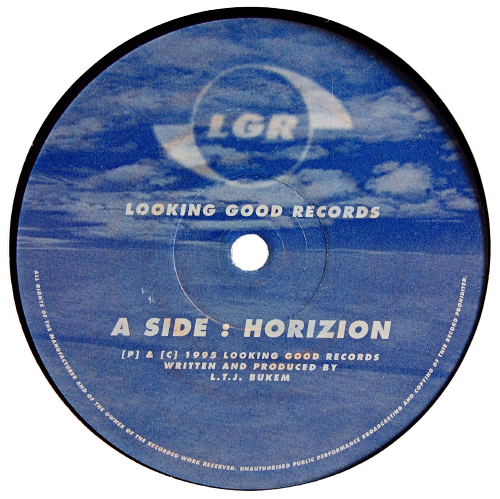 LGR
LOOKING GOOD RECORDS
A SIDE : HORIZION
[P] & [C] 1995 LOOKING GOOD RECORDS
WRITTEN AND PRODUCED BY
L.T.J. BUKEM
ALL RIGHTS OF THE MANUFACTURER AND OF THE OWNER OF THE RECORDED WORK RESERVED. UNAUTHORISED PUBLIC PERFORMANCE BROADCASTING AND COPYING OF THIS RECORD PROHIBITED.